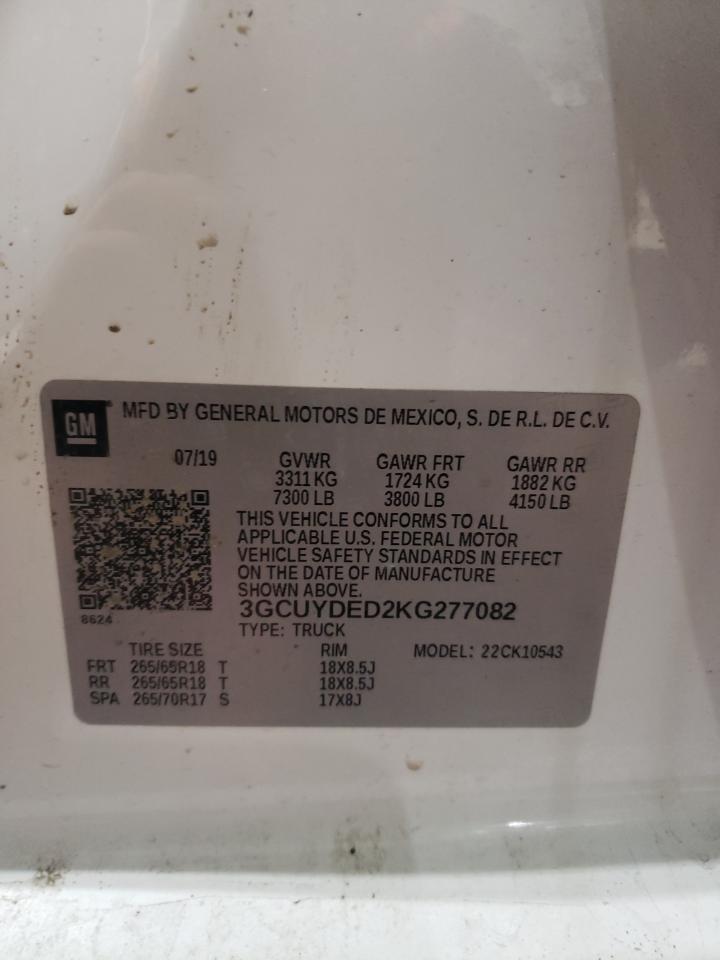 GM® MFD BY GENERAL MOTORS DE MEXICO, S. DE R.L. DE C.V.
07/19 GVWR GAWR FRT GAWR RR
3311 KG 1724 KG 1882 KG
7300 LB 3800 LB 4150 LB
THIS VEHICLE CONFORMS TO ALL
APPLICABLE U.S. FEDERAL MOTOR
VEHICLE SAFETY STANDARDS IN EFFECT
ON THE DATE OF MANUFACTURE
SHOWN ABOVE.
3GCUYDED2KG277082
8624
TYPE: TRUCK
TIRE SIZE RIM MODEL: 22CK10543
FRT 265/65R18 T 18X8.5J
RR 265/65R18 T 18X8.5J
SPA 265/70R17 S 17X8J